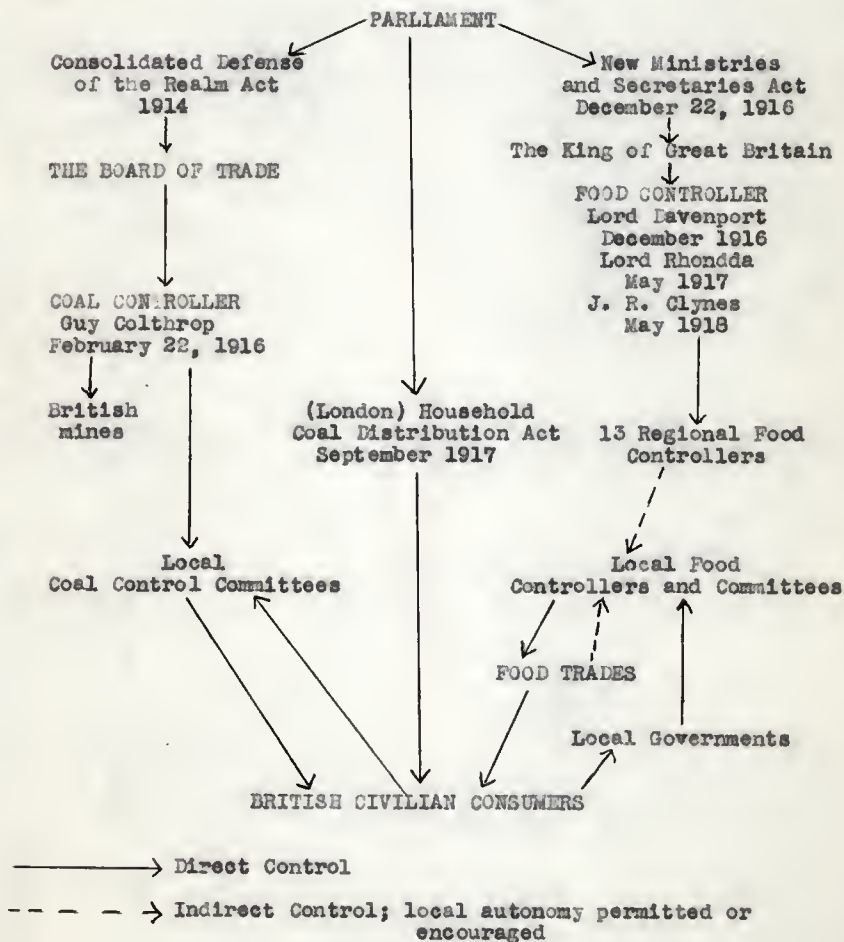 PARLIAMENT
Consolidated Defense
of the Realm Act
1914
THE BOARD OF TRADE
COAL CONTROLLER
Guy Colthrop
February 22, 1916
British
mines
Local
Coal Control Committees
(London) Household
Coal Distribution Act
September 1917
New Ministries
and Secretaries Act
December 22, 1916
The King of Great Britain
FOOD CONTROLLER
Lord Davenport
December 1916
Lord Rhondda
May 1917
J. R. Clynes
May 1918
13 Regional Food
Controllers
Local Food
Controllers and Committees
FOOD TRADES
Local Governments
BRITISH CIVILIAN CONSUMERS
Direct Control
Indirect Control; local autonomy permitted or
encouraged